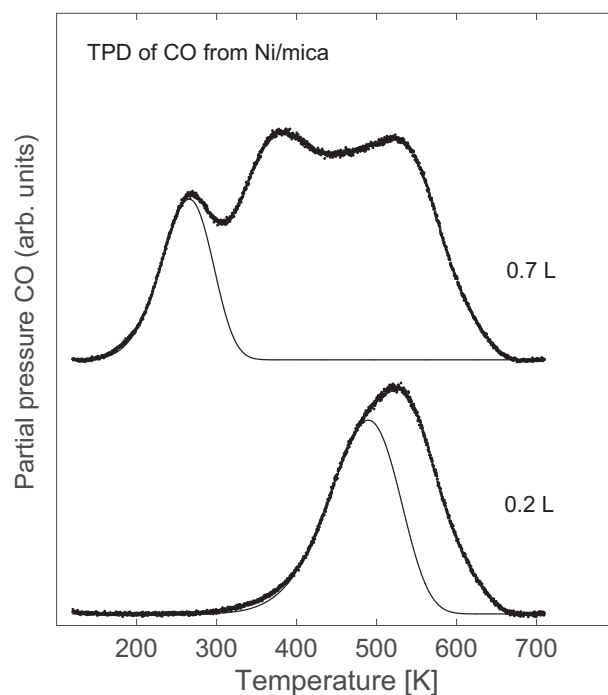 TPD of CO from Ni/mica
Partial pressure CO (arb. units)
0.7 L
0.2 L
200 300 400 500 600 700
Temperature [K]